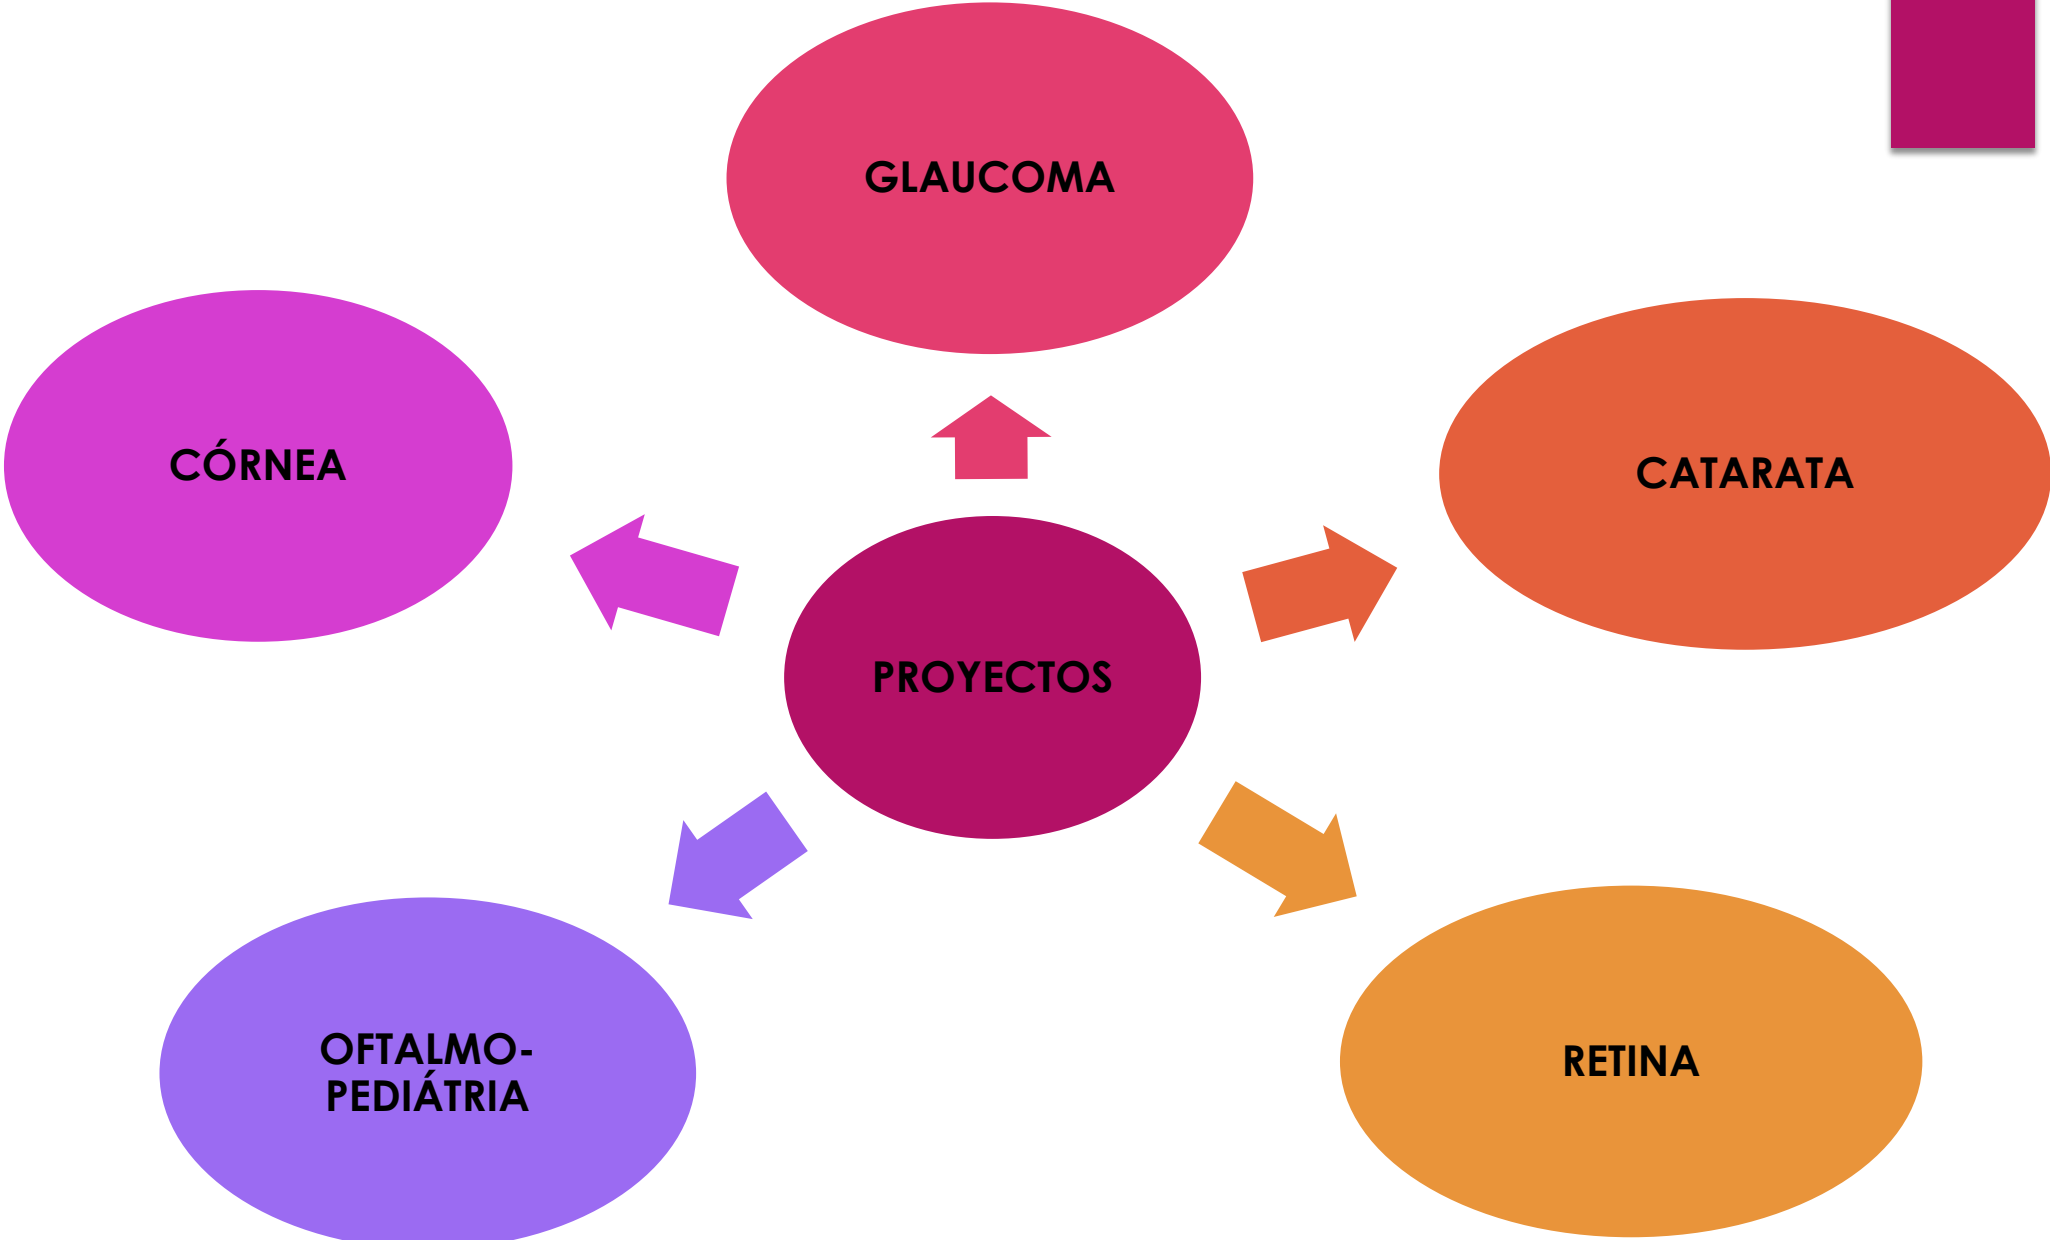 GLAUCOMA
CÓRNEA
CATARATA
PROYECTOS
OFTALMO-
PEDIÁTRIA
RETINA